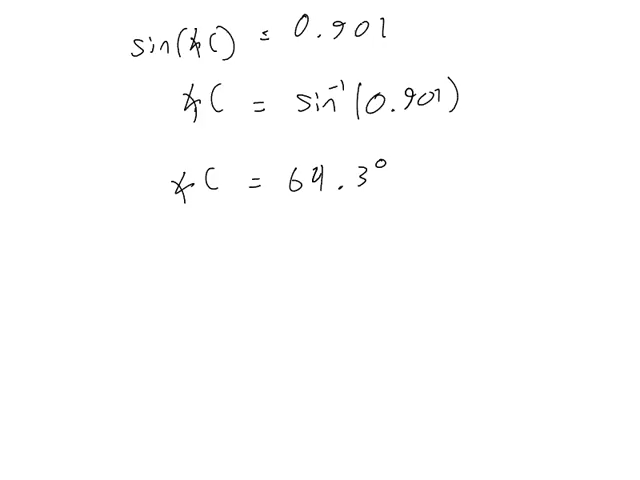 sin(∡C) = 0.901
∡C = sin⁻¹(0.901)
∡C = 64.3°